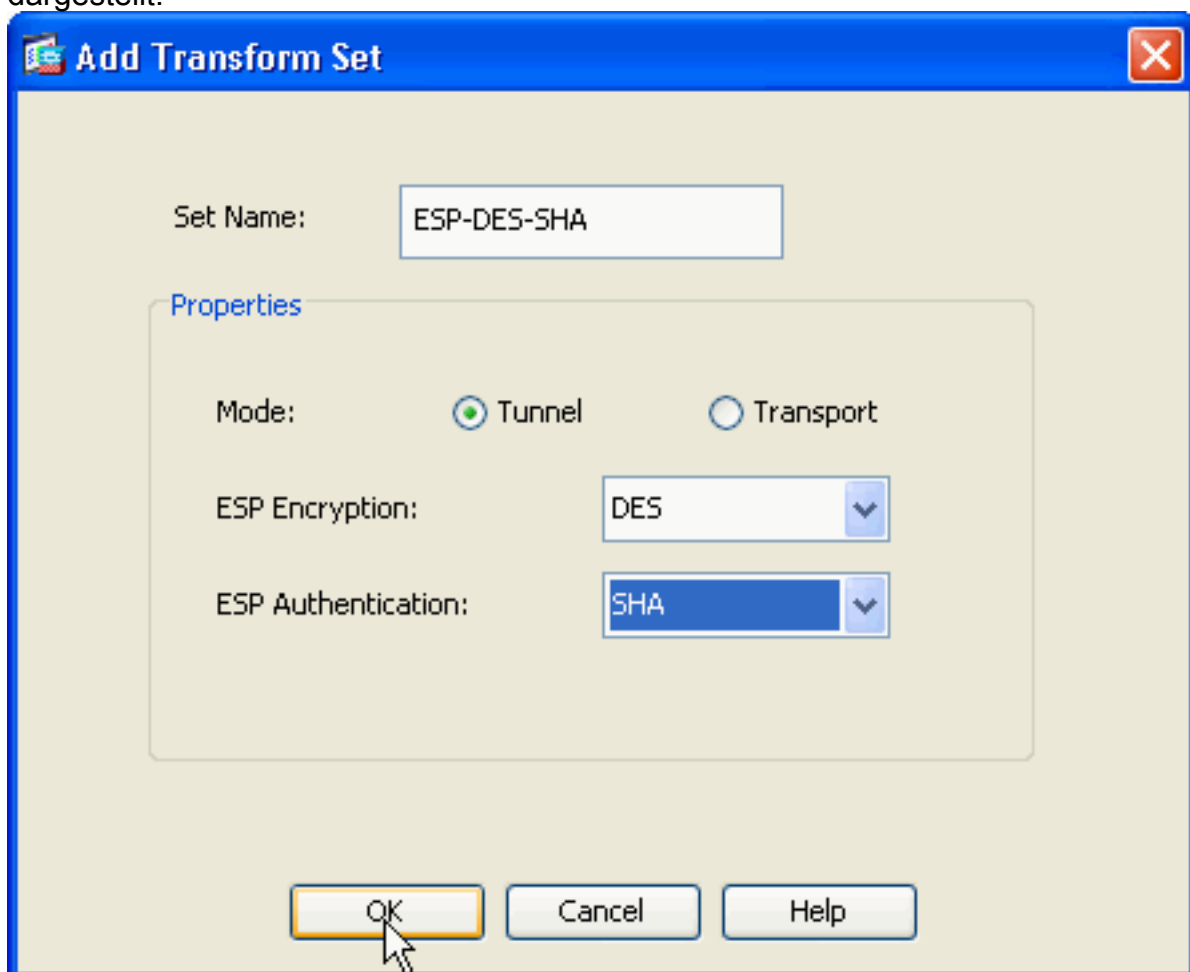 dargestellt.
Add Transform Set
Set Name: ESP-DES-SHA
Properties
Mode: Tunnel Transport
ESP Encryption: DES
ESP Authentication: SHA
OK Cancel Help